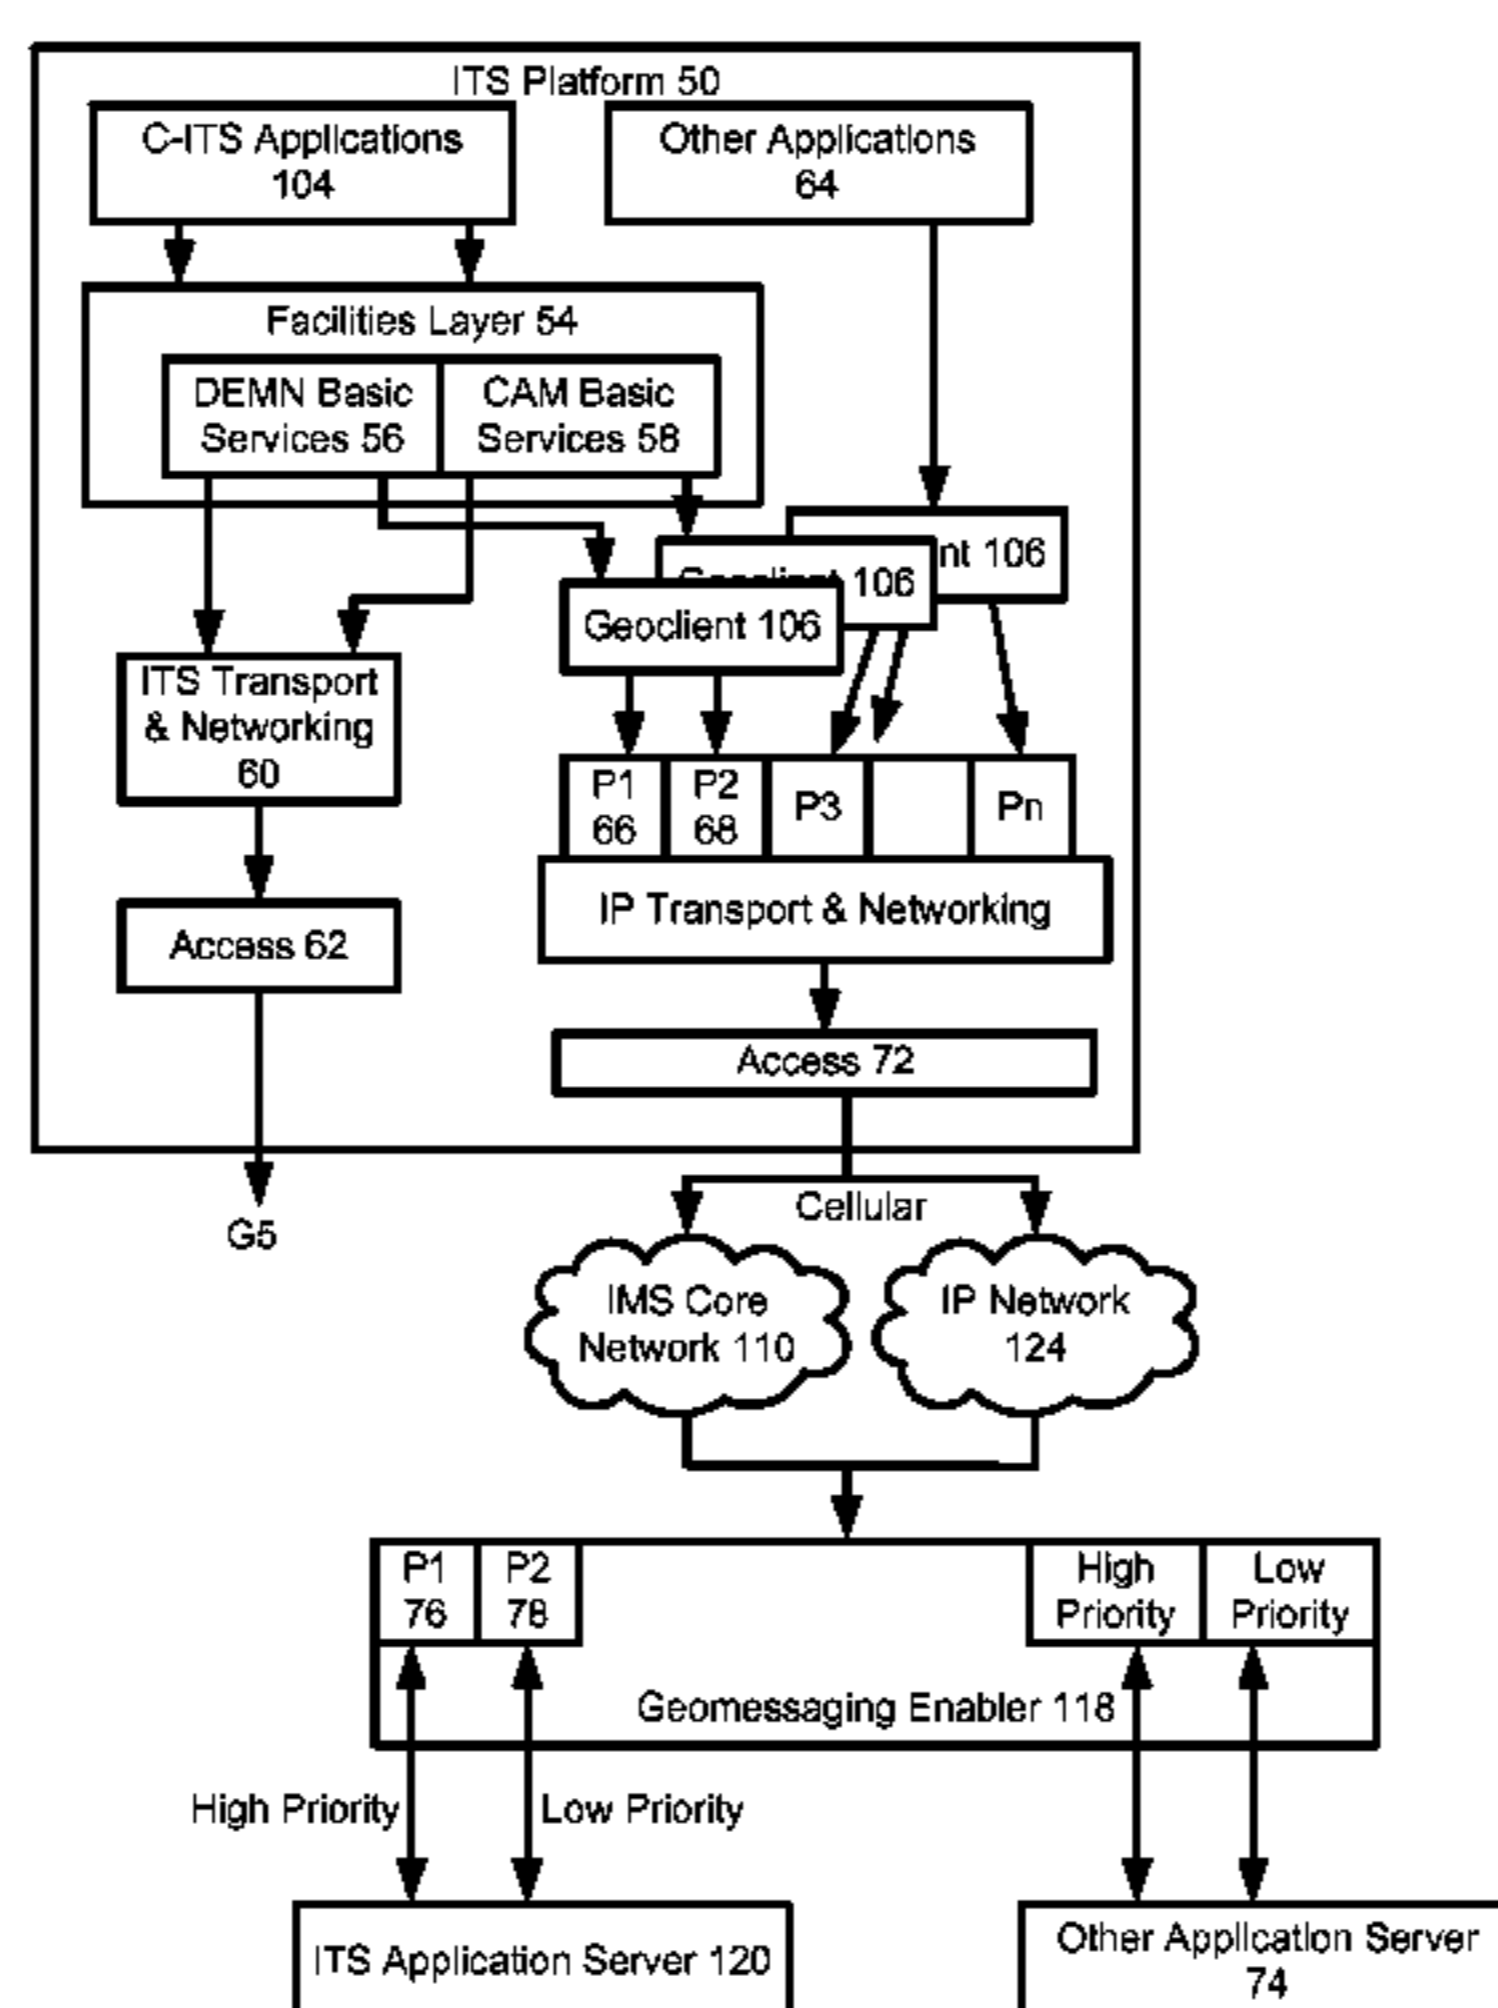 ITS Platform 50
C-ITS Applications
104
Other Applications
64
Facilities Layer 54
DEMN Basic
Services 56
CAM Basic
Services 58
nt 106
106
Geoclient 106
ITS Transport
& Networking
60
P1
66
P2
68
P3
Pn
IP Transport & Networking
Access 62
Access 72
G5
Cellular
IMS Core
Network 110
IP Network
124
P1
76
P2
78
High
Priority
Low
Priority
Geomessaging Enabler 118
High Priority
Low Priority
ITS Application Server 120
Other Application Server
74